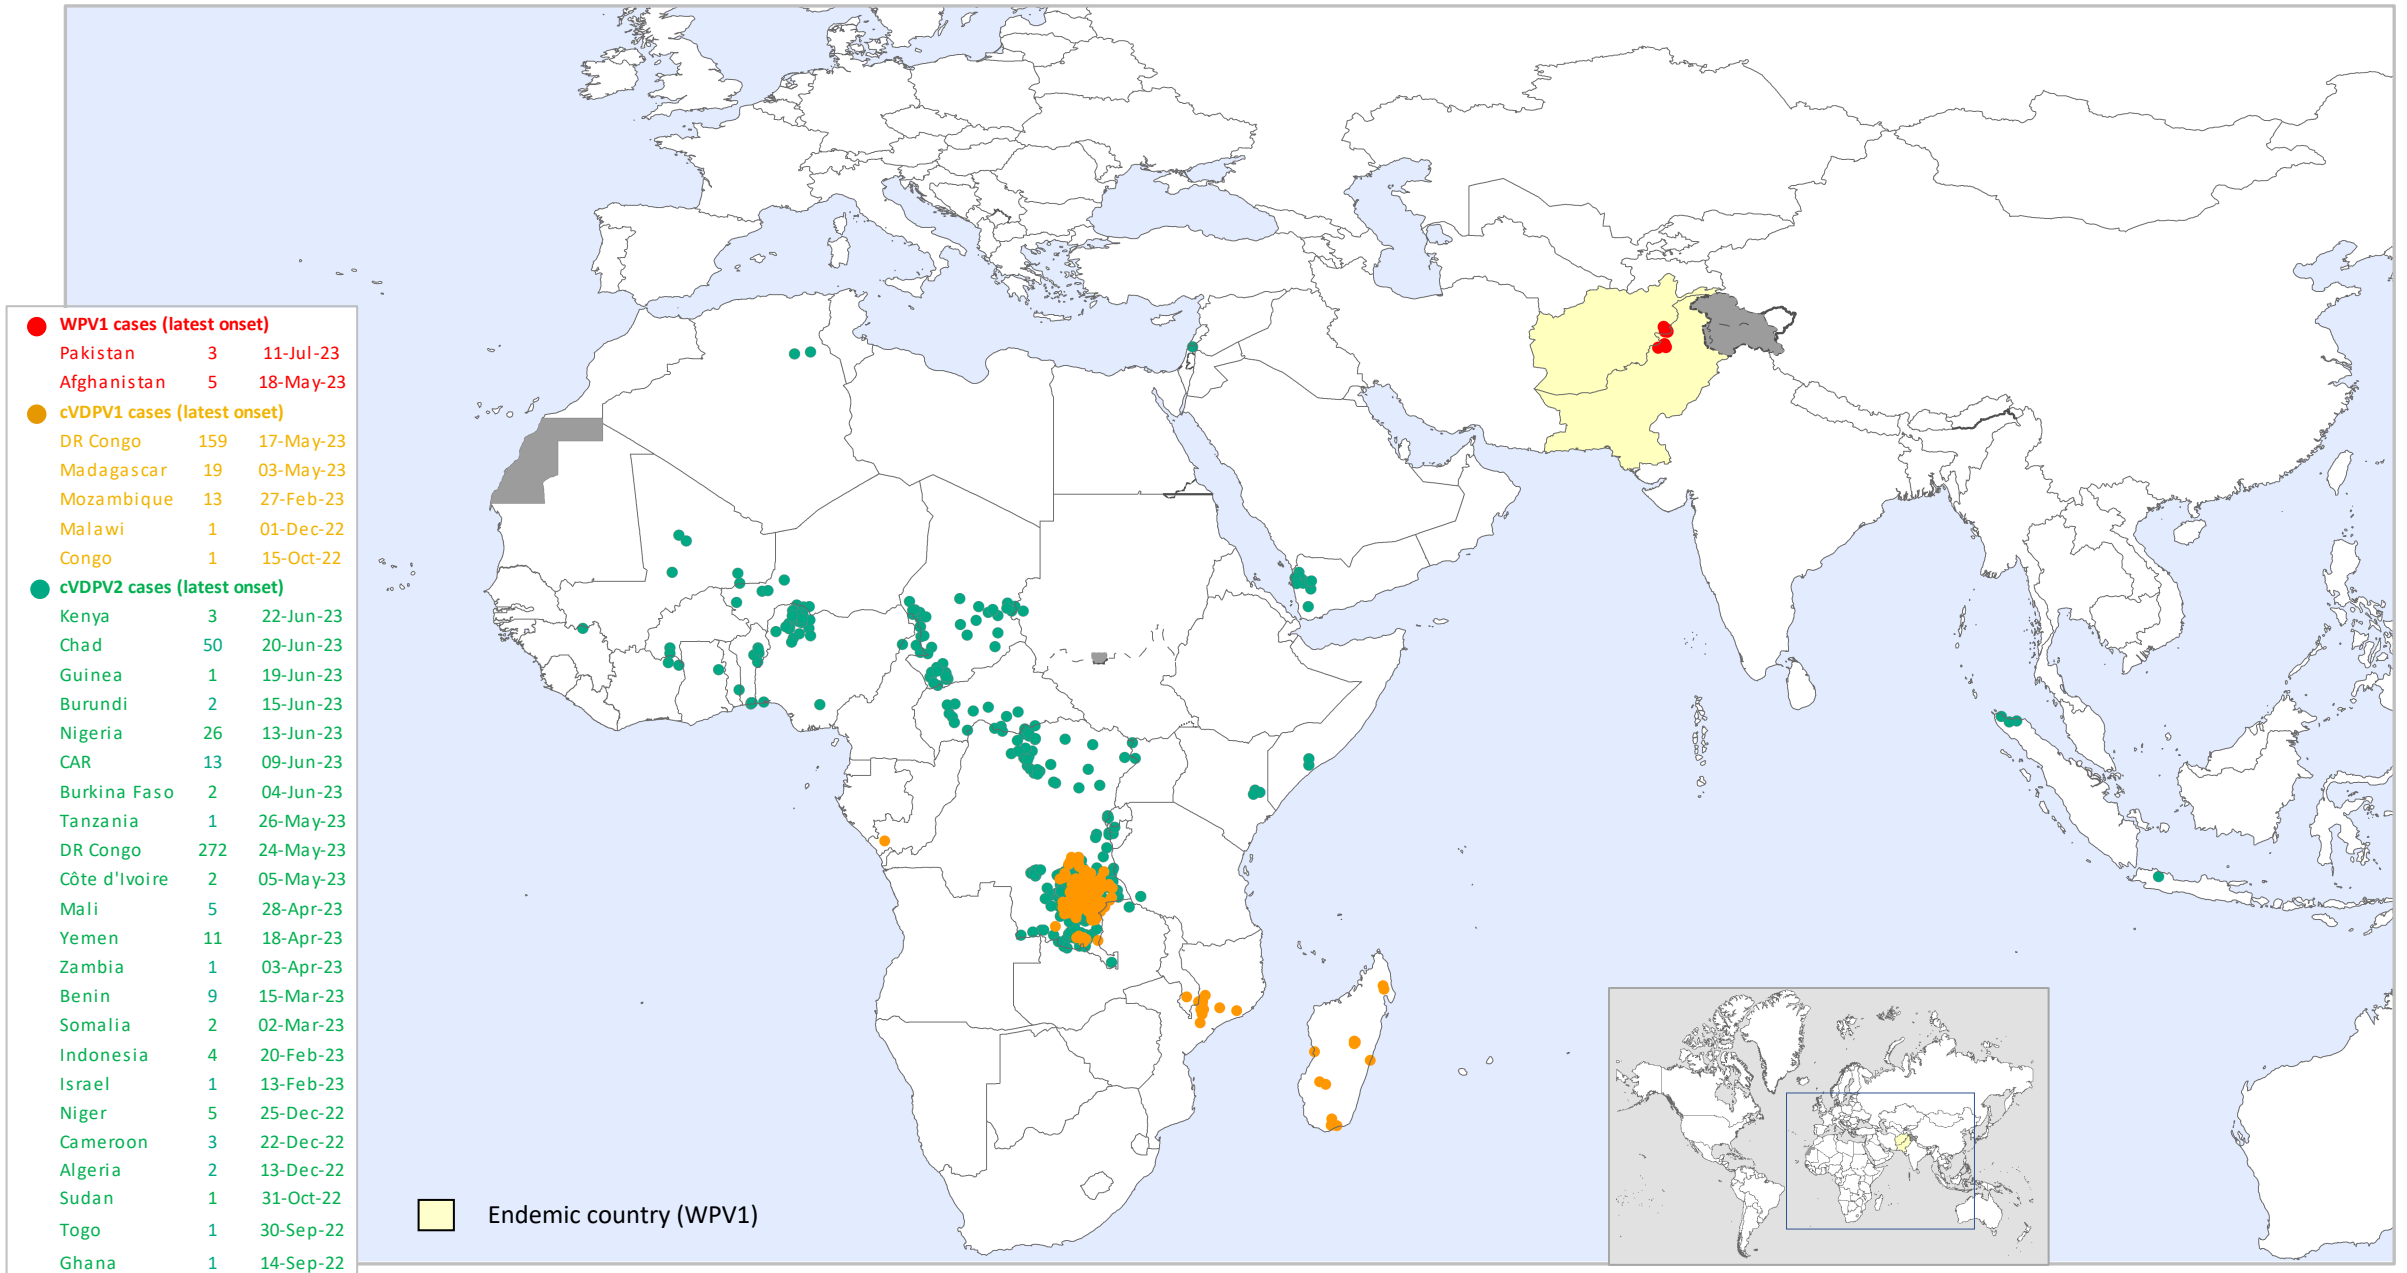 WPV1 cases (latest onset)
Pakistan 3 11-Jul-23
Afghanistan 5 18-May-23
cVDPV1 cases (latest onset)
DR Congo 159 17-May-23
Madagascar 19 03-May-23
Mozambique 13 27-Feb-23
Malawi 1 01-Dec-22
Congo 1 15-Oct-22
cVDPV2 cases (latest onset)
Kenya 3 22-Jun-23
Chad 50 20-Jun-23
Guinea 1 19-Jun-23
Burundi 2 15-Jun-23
Nigeria 26 13-Jun-23
CAR 13 09-Jun-23
Burkina Faso 2 04-Jun-23
Tanzania 1 26-May-23
DR Congo 272 24-May-23
Côte d'Ivoire 2 05-May-23
Mali 5 28-Apr-23
Yemen 11 18-Apr-23
Zambia 1 03-Apr-23
Benin 9 15-Mar-23
Somalia 2 02-Mar-23
Indonesia 4 20-Feb-23
Israel 1 13-Feb-23
Niger 5 25-Dec-22
Cameroon 3 22-Dec-22
Algeria 2 13-Dec-22
Sudan 1 31-Oct-22
Togo 1 30-Sep-22
Ghana 1 14-Sep-22
Endemic country (WPV1)